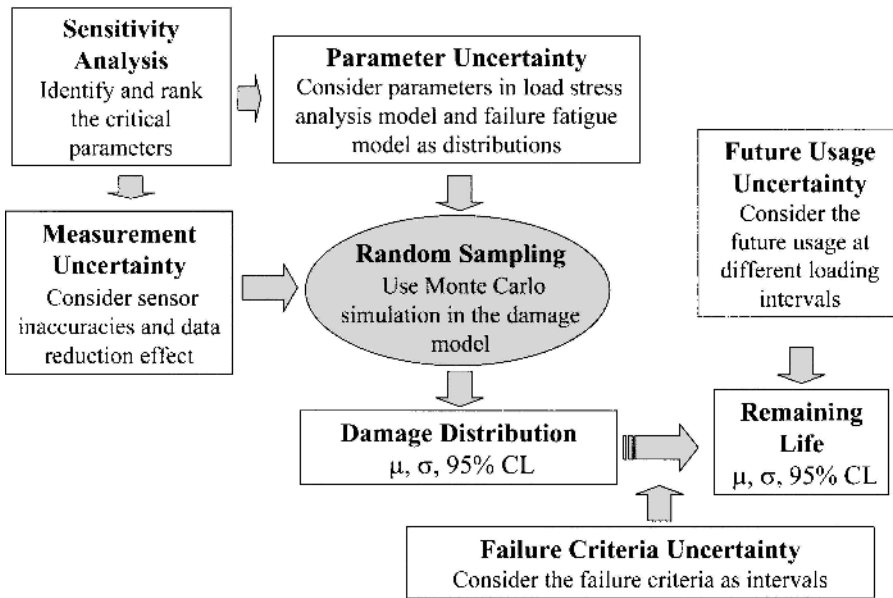 Sensitivity
Analysis
Identify and rank
the critical
parameters
Parameter Uncertainty
Consider parameters in load stress
analysis model and failure fatigue
model as distributions
Future Usage
Uncertainty
Consider the
future usage at
different loading
intervals
Measurement
Uncertainty
Consider sensor
inaccuracies and data
reduction effect
Random Sampling
Use Monte Carlo
simulation in the damage
model
Damage Distribution
μ, σ, 95% CL
Remaining
Life
μ, σ, 95% CL
Failure Criteria Uncertainty
Consider the failure criteria as intervals